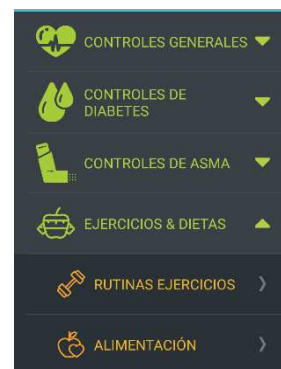 CONTROLES GENERALES
CONTROLES DE
DIABETES
CONTROLES DE ASMA
EJERCICIOS & DIETAS
RUTINAS EJERCICIOS
ALIMENTACIÓN